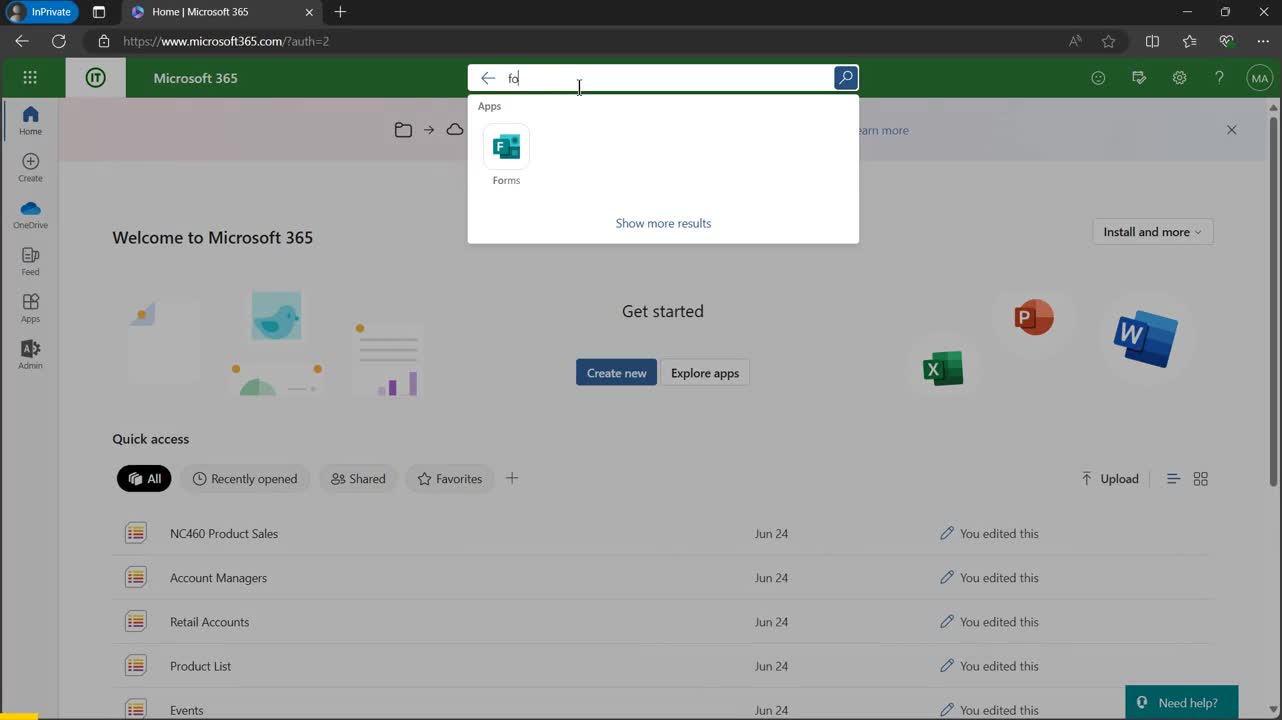 InPrivate
Home | Microsoft 365
https://www.microsoft365.com/?auth=2
IT
Microsoft 365
fo
MA
Apps
F
Forms
Show more results
earn more
Home
Create
OneDrive
Feed
Apps
Admin
Welcome to Microsoft 365
Install and more
Get started
Create new
Explore apps
P
W
X
Quick access
All
Recently opened
Shared
Favorites
Upload
NC460 Product Sales
Jun 24
You edited this
Account Managers
Jun 24
You edited this
Retail Accounts
Jun 24
You edited this
Product List
Jun 24
You edited this
Events
Jun 24
You edited this
Need help?